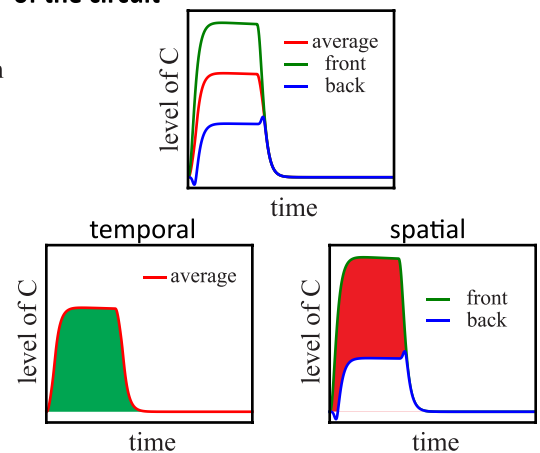 of the circuit
average
front
back
level of C
time
temporal
average
level of C
time
spatial
front
back
level of C
time